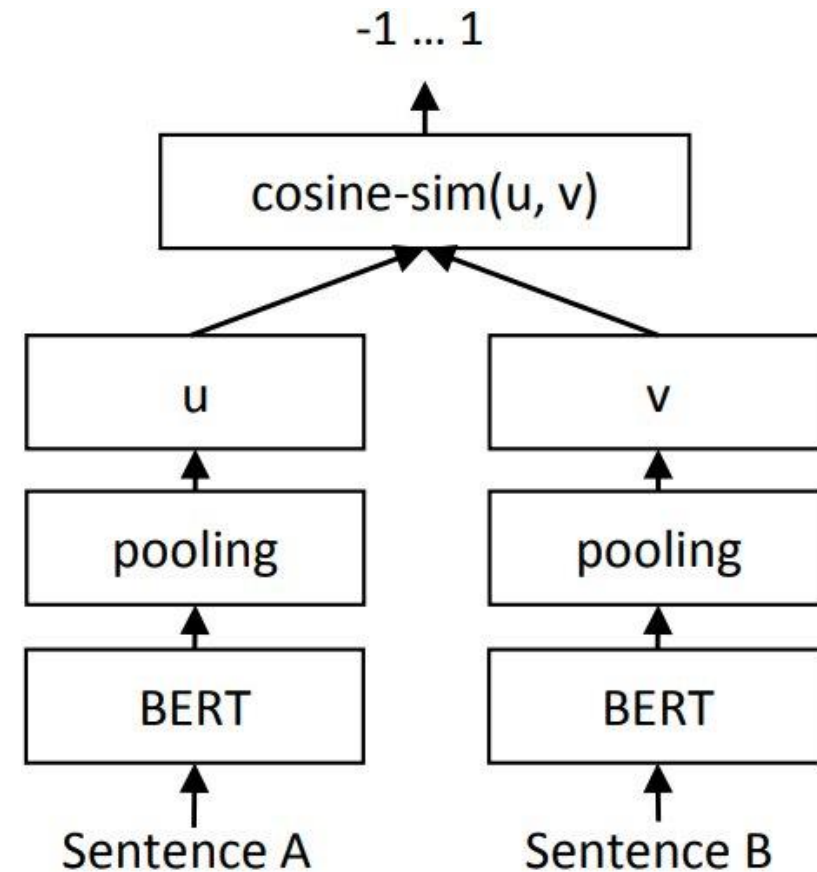 -1 ... 1
cosine-sim(u, v)
u v
pooling pooling
BERT BERT
Sentence A Sentence B